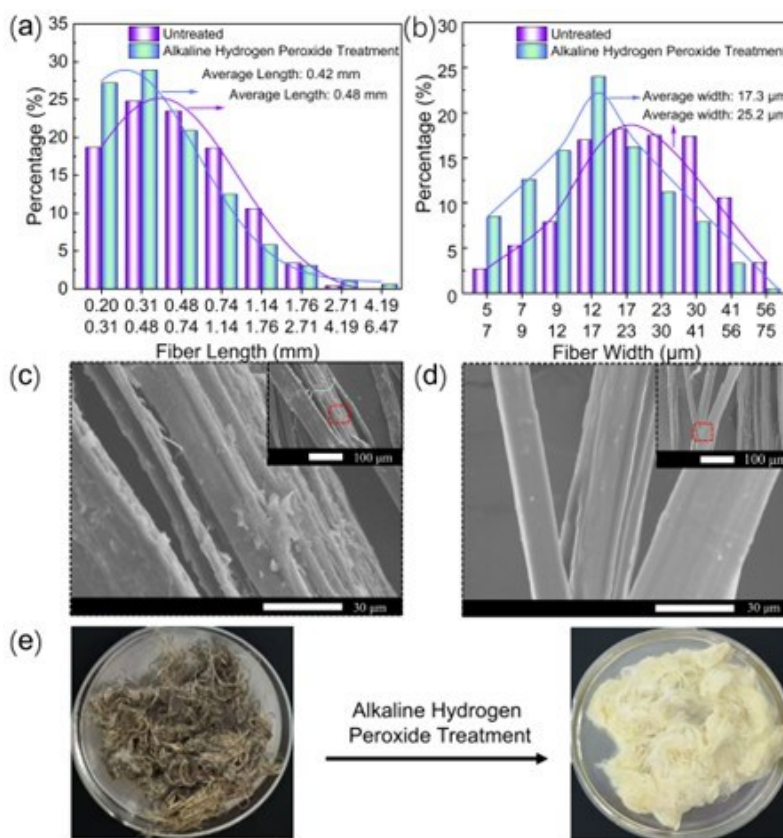 (a)
Untreated
Alkaline Hydrogen Peroxide Treatment
Average Length: 0.42 mm
Average Length: 0.48 mm
Percentage (%)
35
30
25
20
15
10
5
0
0.20 0.31 0.48 0.74 1.14 1.76 2.71 4.19
0.31 0.48 0.74 1.14 1.76 2.71 4.19 6.47
Fiber Length (mm)
(b)
Untreated
Alkaline Hydrogen Peroxide Treatment
Average width: 17.3 μm
Average width: 25.2 μm
Percentage (%)
30
25
20
15
10
5
0
5 7 9 12 17 23 30 41 56
7 9 12 17 23 30 41 56 75
Fiber Width (μm)
(c)
100 μm
30 μm
(d)
100 μm
30 μm
(e)
Alkaline Hydrogen
Peroxide Treatment